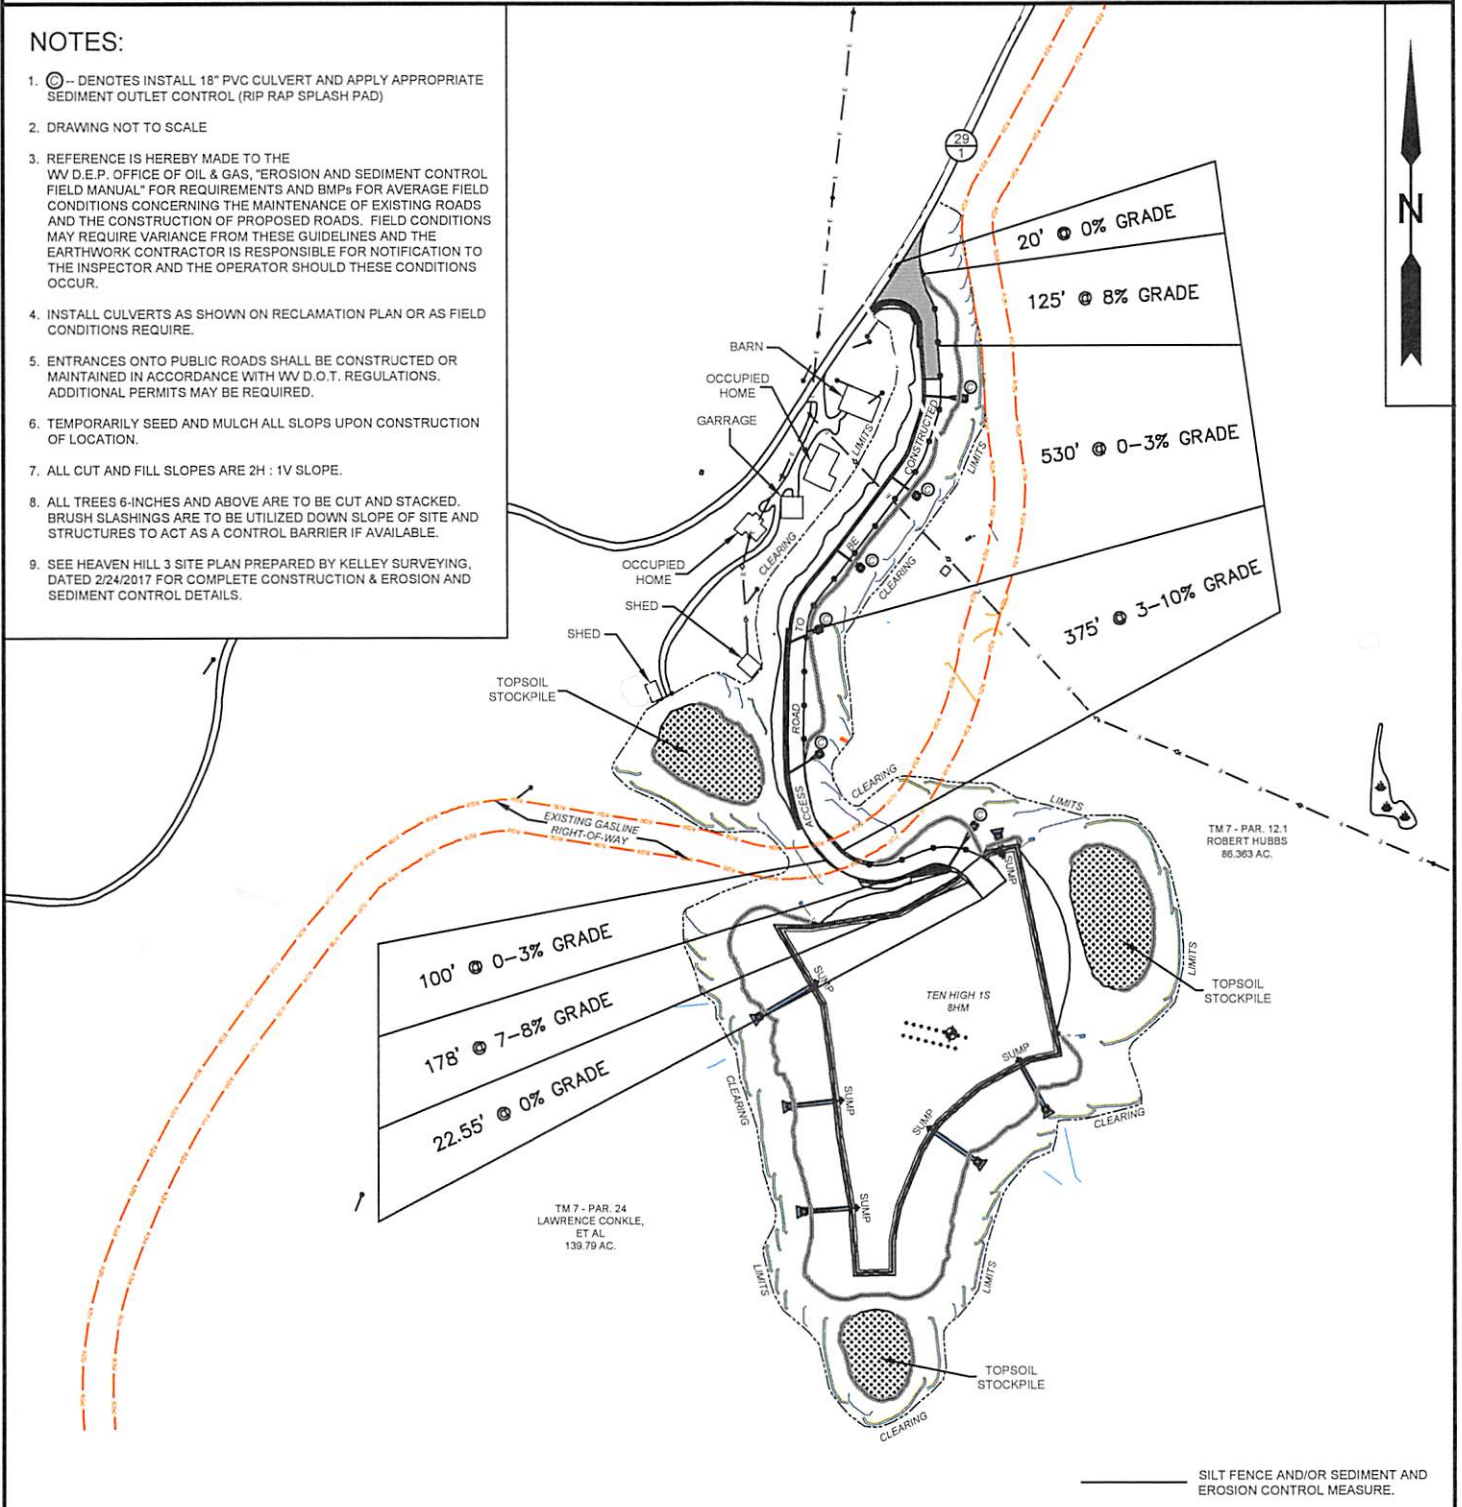 NOTES:
1. Ⓒ -- DENOTES INSTALL 18" PVC CULVERT AND APPLY APPROPRIATE
SEDIMENT OUTLET CONTROL (RIP RAP SPLASH PAD)
2. DRAWING NOT TO SCALE
3. REFERENCE IS HEREBY MADE TO THE
WV D.E.P. OFFICE OF OIL & GAS, "EROSION AND SEDIMENT CONTROL
FIELD MANUAL" FOR REQUIREMENTS AND BMPs FOR AVERAGE FIELD
CONDITIONS CONCERNING THE MAINTENANCE OF EXISTING ROADS
AND THE CONSTRUCTION OF PROPOSED ROADS. FIELD CONDITIONS
MAY REQUIRE VARIANCE FROM THESE GUIDELINES AND THE
EARTHWORK CONTRACTOR IS RESPONSIBLE FOR NOTIFICATION TO
THE INSPECTOR AND THE OPERATOR SHOULD THESE CONDITIONS
OCCUR.
4. INSTALL CULVERTS AS SHOWN ON RECLAMATION PLAN OR AS FIELD
CONDITIONS REQUIRE.
5. ENTRANCES ONTO PUBLIC ROADS SHALL BE CONSTRUCTED OR
MAINTAINED IN ACCORDANCE WITH WV D.O.T. REGULATIONS.
ADDITIONAL PERMITS MAY BE REQUIRED.
6. TEMPORARILY SEED AND MULCH ALL SLOPS UPON CONSTRUCTION
OF LOCATION.
7. ALL CUT AND FILL SLOPES ARE 2H : 1V SLOPE.
8. ALL TREES 6-INCHES AND ABOVE ARE TO BE CUT AND STACKED.
BRUSH SLASHINGS ARE TO BE UTILIZED DOWN SLOPE OF SITE AND
STRUCTURES TO ACT AS A CONTROL BARRIER IF AVAILABLE.
9. SEE HEAVEN HILL 3 SITE PLAN PREPARED BY KELLEY SURVEYING,
DATED 2/24/2017 FOR COMPLETE CONSTRUCTION & EROSION AND
SEDIMENT CONTROL DETAILS.
29
1
N
20' @ 0% GRADE
125' @ 8% GRADE
530' @ 0-3% GRADE
375' @ 3-10% GRADE
BARN
OCCUPIED
HOME
GARRAGE
OCCUPIED
HOME
SHED
SHED
TOPSOIL
STOCKPILE
CLEARING
LIMITS
CLEARING
LIMITS
ACCESS
ROAD
TO
BE
CONSTRUCTED
Ⓒ
Ⓒ
Ⓒ
Ⓒ
Ⓒ
Ⓒ
CLEARING
LIMITS
EXISTING GASLINE
RIGHT-OF-WAY
TM 7 - PAR. 12.1
ROBERT HUBBS
86.363 AC.
SUMP
LIMITS
TOPSOIL
STOCKPILE
100' @ 0-3% GRADE
178' @ 7-8% GRADE
22.55' @ 0% GRADE
SUMP
TEN HIGH 1S
8HM
SUMP
SUMP
SUMP
SUMP
CLEARING
CLEARING
TM 7 - PAR. 24
LAWRENCE CONKLE,
ET AL
139.79 AC.
LIMITS
LIMITS
TOPSOIL
STOCKPILE
CLEARING
SILT FENCE AND/OR SEDIMENT AND
EROSION CONTROL MEASURE.